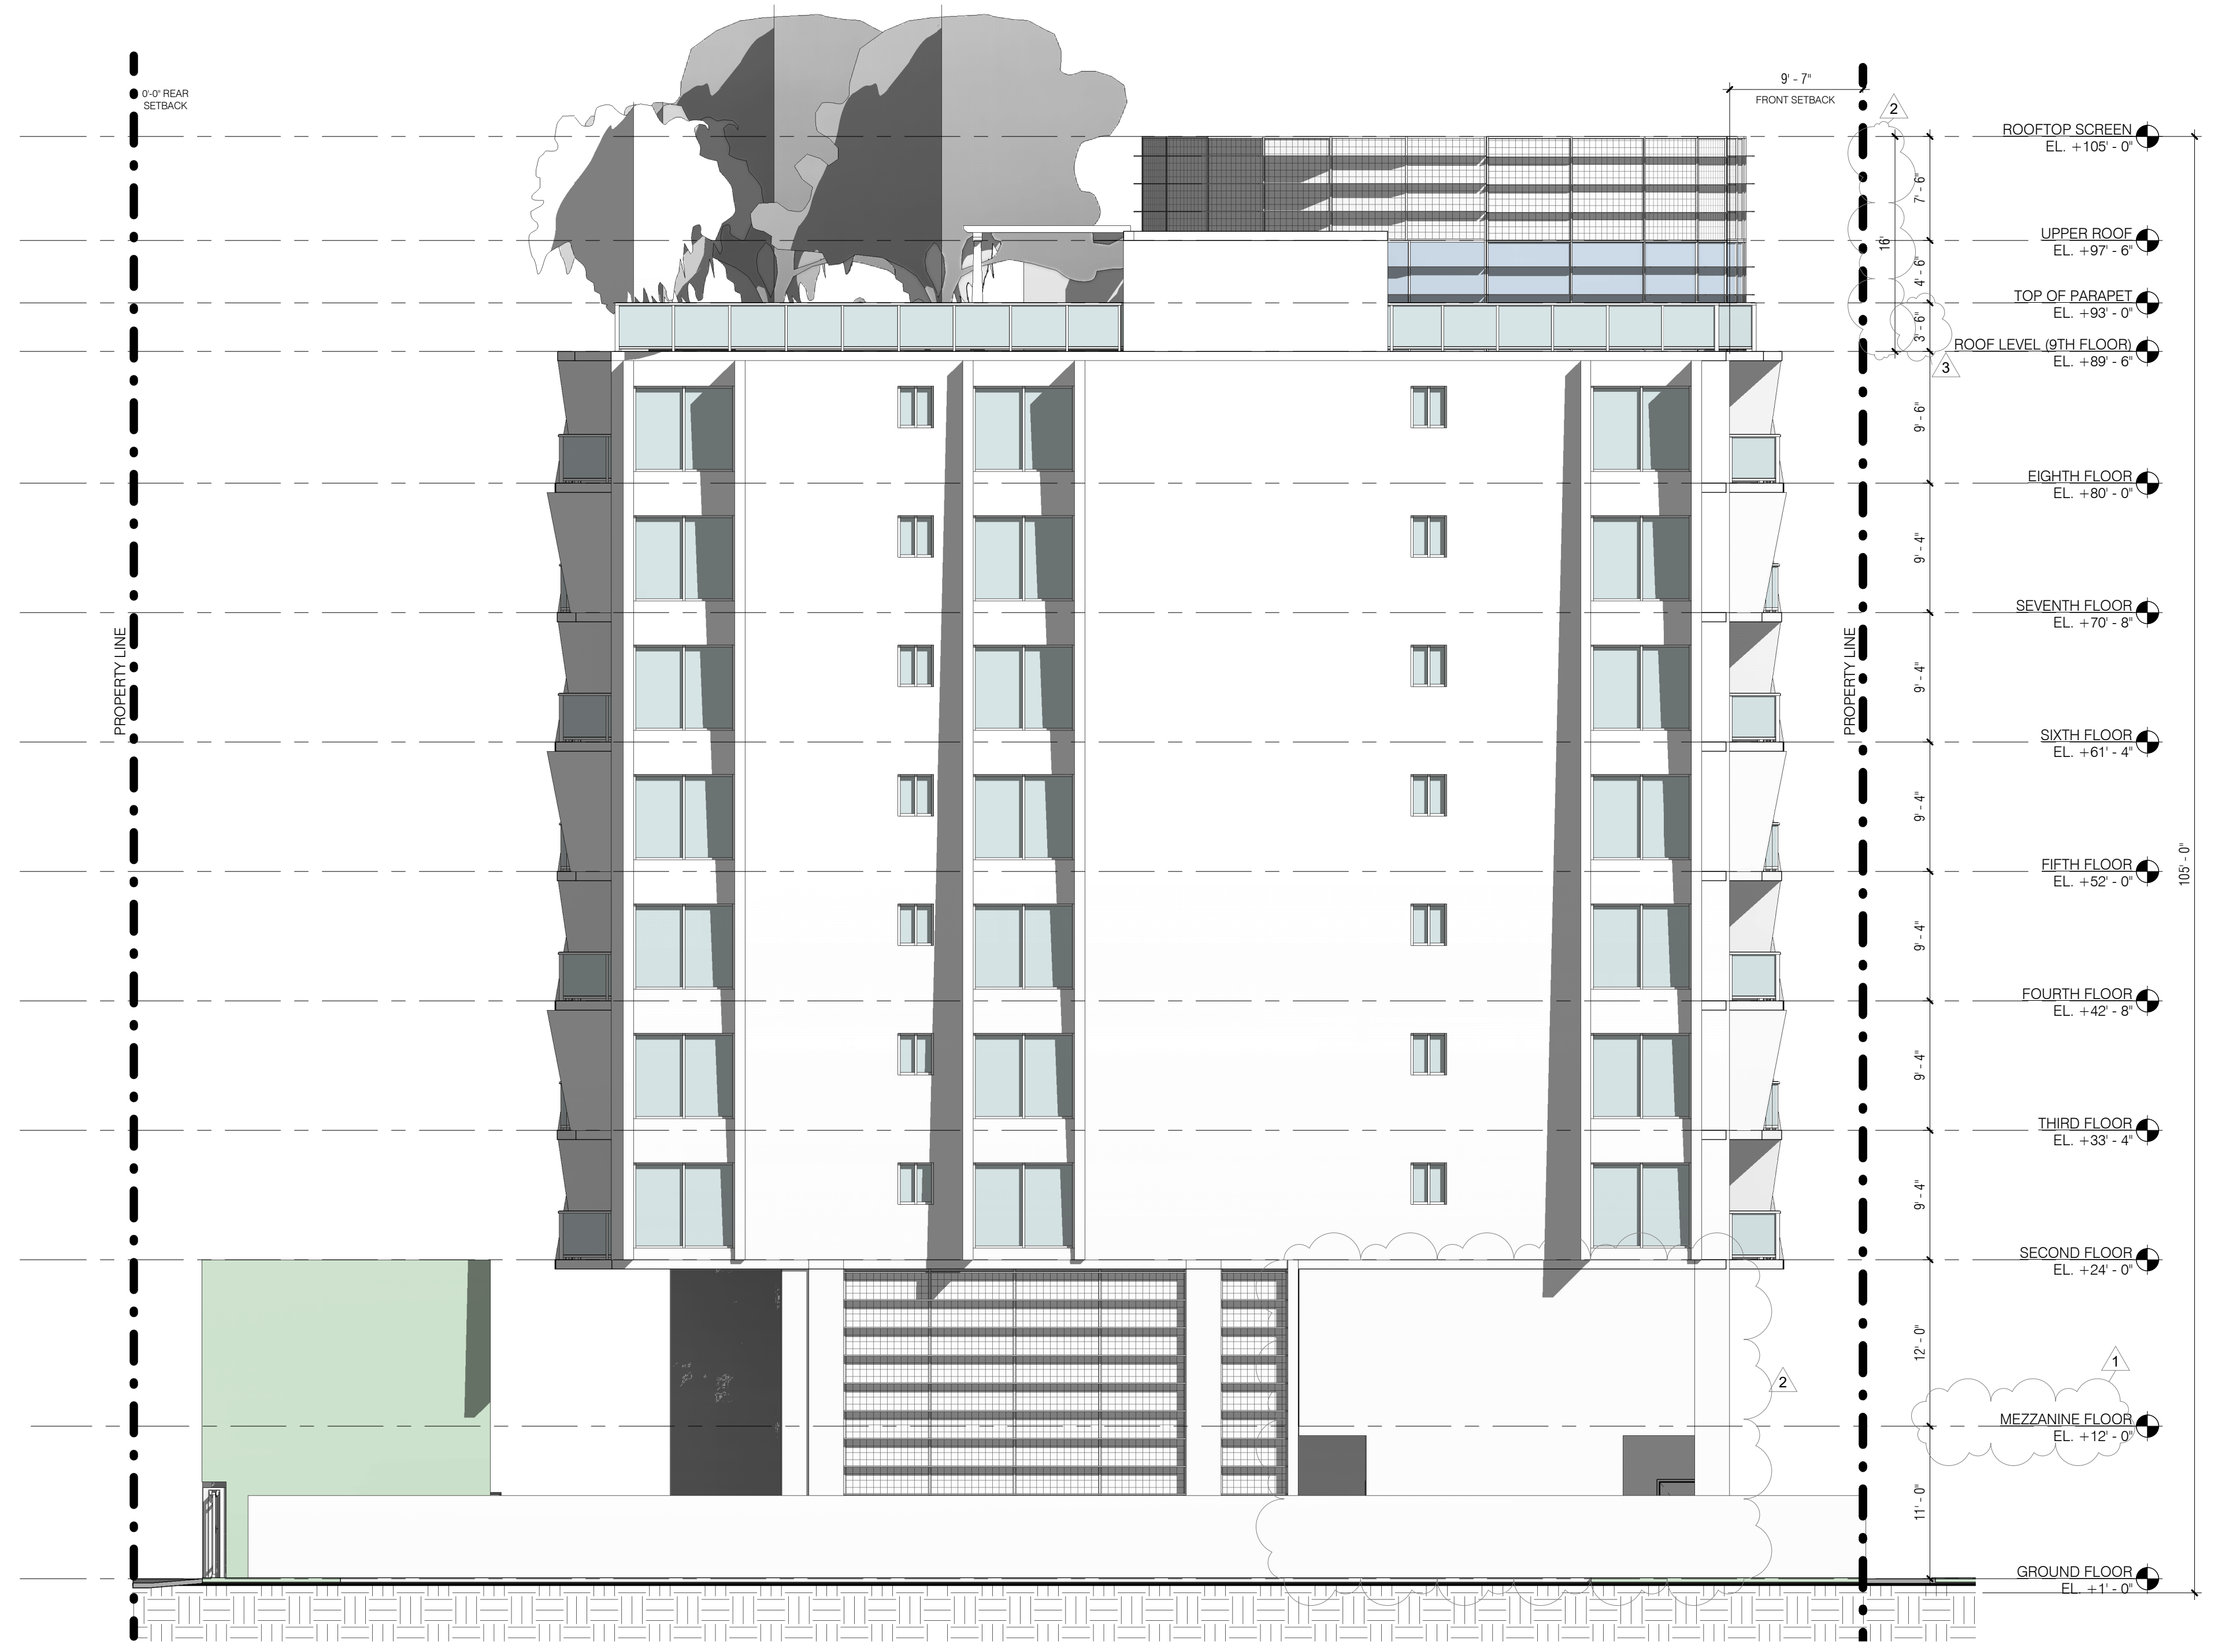 9' - 7"
FRONT SETBACK
0'-0" REAR
SETBACK
2
ROOFTOP SCREEN
EL. +105' - 0"
7' - 6"
UPPER ROOF
EL. +97' - 6"
16'
4' - 6"
TOP OF PARAPET
EL. +93' - 0"
3' - 6"
ROOF LEVEL (9TH FLOOR)
EL. +89' - 6"
3
9' - 6"
EIGHTH FLOOR
EL. +80' - 0"
9' - 4"
SEVENTH FLOOR
EL. +70' - 8"
PROPERTY LINE
PROPERTY LINE
9' - 4"
SIXTH FLOOR
EL. +61' - 4"
9' - 4"
FIFTH FLOOR
EL. +52' - 0"
105' - 0"
9' - 4"
FOURTH FLOOR
EL. +42' - 8"
9' - 4"
THIRD FLOOR
EL. +33' - 4"
9' - 4"
SECOND FLOOR
EL. +24' - 0"
12' - 0"
1
2
MEZZANINE FLOOR
EL. +12' - 0"
11' - 0"
GROUND FLOOR
EL. +1' - 0"